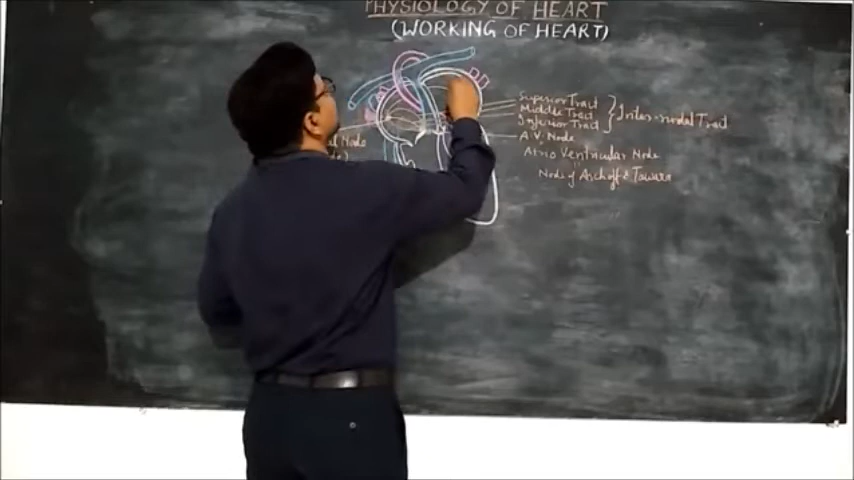 PHYSIOLOGY OF HEART
(WORKING OF HEART)
Superior Tract
Middle Tract
Inferior Tract
Inter-nodal Tract
A.V. Node
Atrio Ventricular Node
Node of Aschoff & Tawara
Node